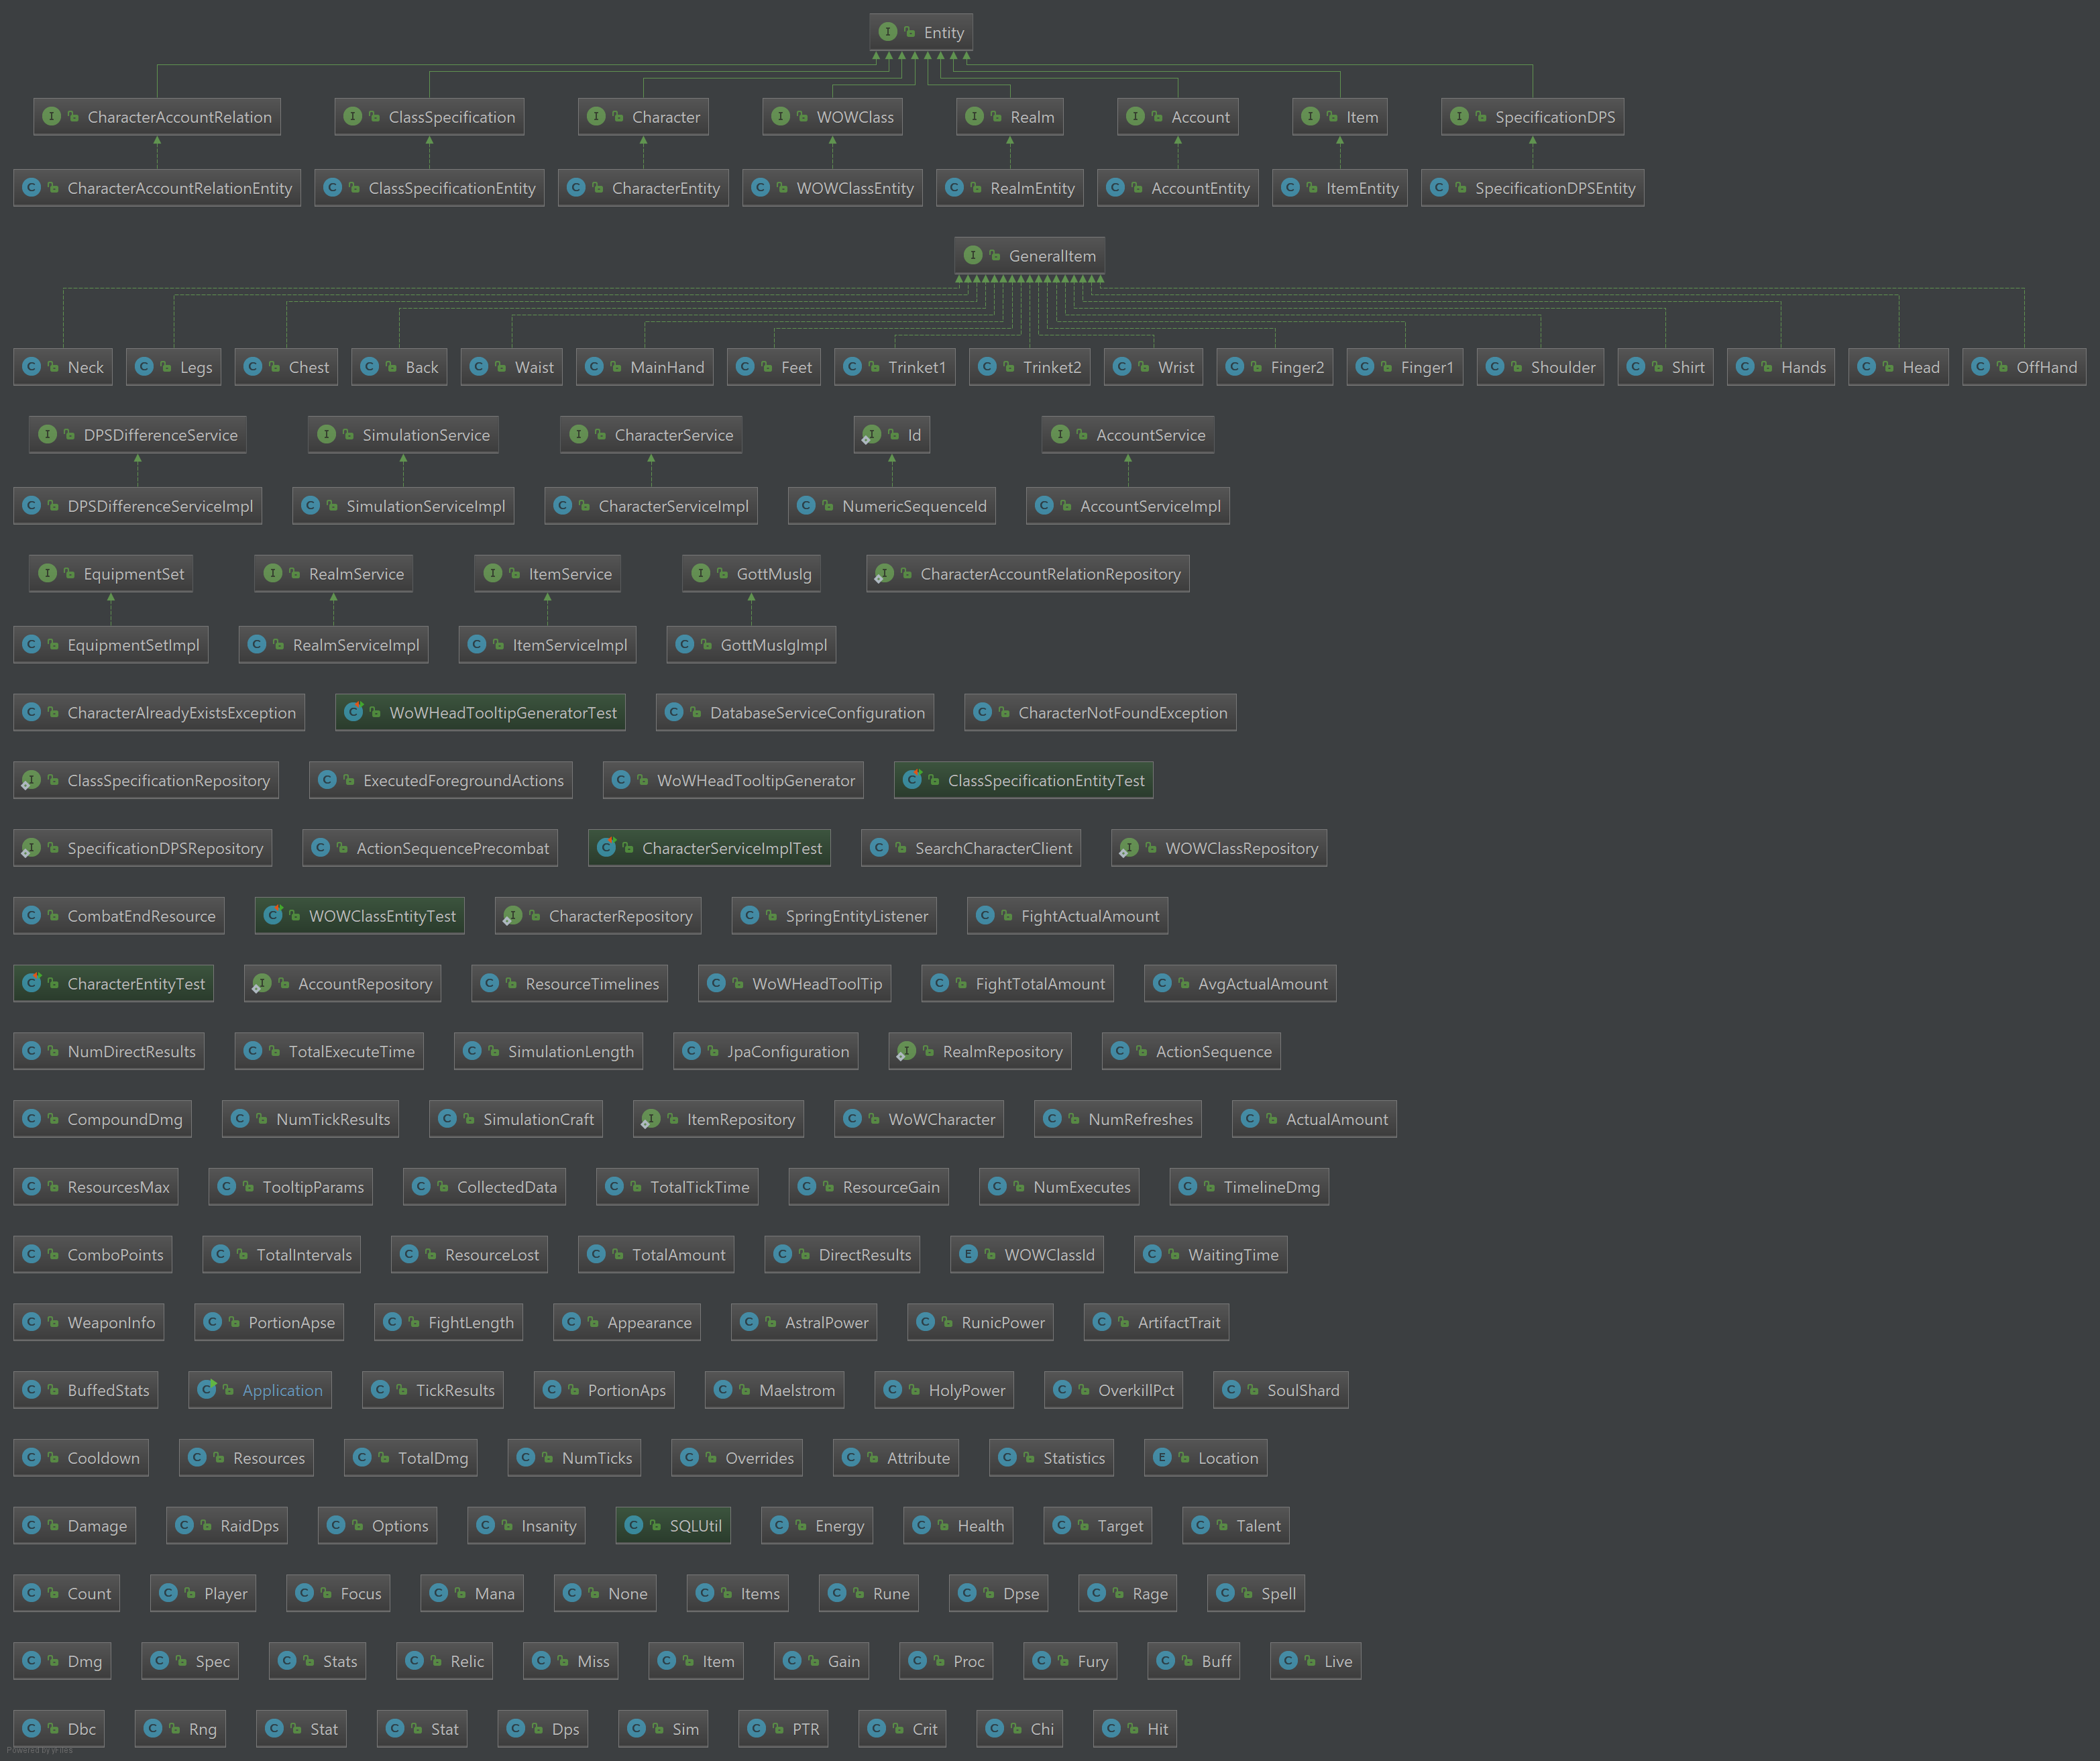 Entity
CharacterAccountRelation ClassSpecification Character WOWClass Realm Account Item SpecificationDPS
CharacterAccountRelationEntity ClassSpecificationEntity CharacterEntity WOWClassEntity RealmEntity AccountEntity ItemEntity SpecificationDPSEntity
GeneralItem
Neck Legs Chest Back Waist MainHand Feet Trinket1 Trinket2 Wrist Finger2 Finger1 Shoulder Shirt Hands Head OffHand
DPSDifferenceService SimulationService CharacterService Id AccountService
DPSDifferenceServiceImpl SimulationServiceImpl CharacterServiceImpl NumericSequenceId AccountServiceImpl
EquipmentSet RealmService ItemService GottMusIg CharacterAccountRelationRepository
EquipmentSetImpl RealmServiceImpl ItemServiceImpl GottMusIgImpl
CharacterAlreadyExistsException WoWHeadTooltipGeneratorTest DatabaseServiceConfiguration CharacterNotFoundException
ClassSpecificationRepository ExecutedForegroundActions WoWHeadTooltipGenerator ClassSpecificationEntityTest
SpecificationDPSRepository ActionSequencePrecombat CharacterServiceImplTest SearchCharacterClient WOWClassRepository
CombatEndResource WOWClassEntityTest CharacterRepository SpringEntityListener FightActualAmount
CharacterEntityTest AccountRepository ResourceTimelines WoWHeadToolTip FightTotalAmount AvgActualAmount
NumDirectResults TotalExecuteTime SimulationLength JpaConfiguration RealmRepository ActionSequence
CompoundDmg NumTickResults SimulationCraft ItemRepository WoWCharacter NumRefreshes ActualAmount
ResourcesMax TooltipParams CollectedData TotalTickTime ResourceGain NumExecutes TimelineDmg
ComboPoints TotalIntervals ResourceLost TotalAmount DirectResults WOWClassId WaitingTime
WeaponInfo PortionApse FightLength Appearance AstralPower RunicPower ArtifactTrait
BuffedStats Application TickResults PortionAps Maelstrom HolyPower OverkillPct SoulShard
Cooldown Resources TotalDmg NumTicks Overrides Attribute Statistics Location
Damage RaidDps Options Insanity SQLUtil Energy Health Target Talent
Count Player Focus Mana None Items Rune Dpse Rage Spell
Dmg Spec Stats Relic Miss Item Gain Proc Fury Buff Live
Dbc Rng Stat Stat Dps Sim PTR Crit Chi Hit
Powered by yFiles